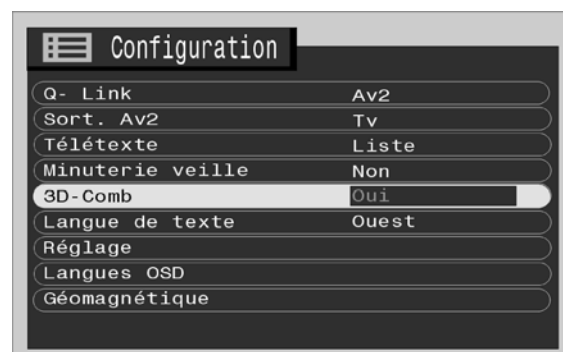 Configuration
Q- Link Av2
Sort. Av2 Tv
Télétexte Liste
Minuterie veille Non
3D-Comb Oui
Langue de texte Ouest
Réglage
Langues OSD
Géomagnétique